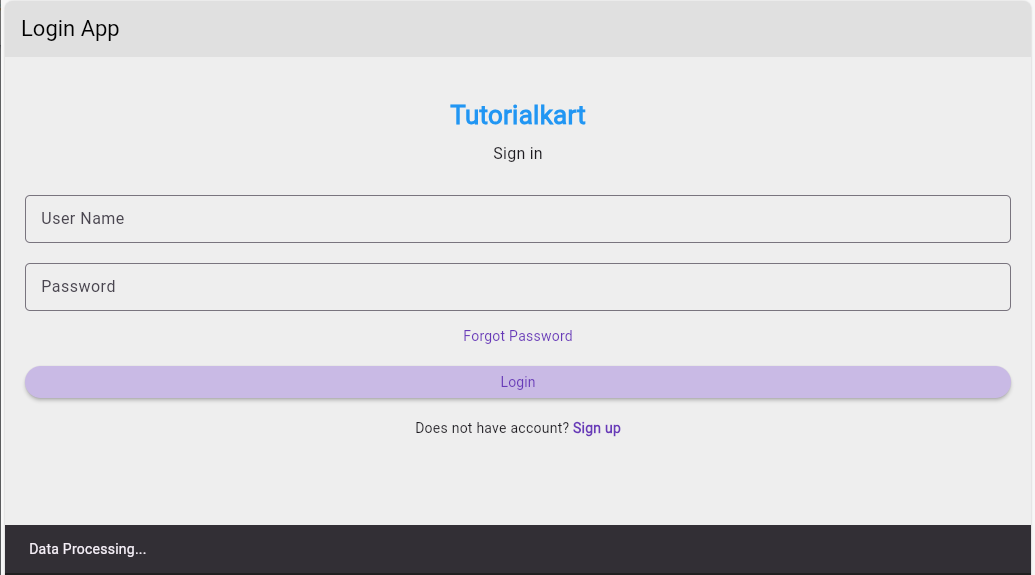 Login App
Tutorialkart
Sign in
User Name
Password
Forgot Password
Login
Does not have account? Sign up
Data Processing...